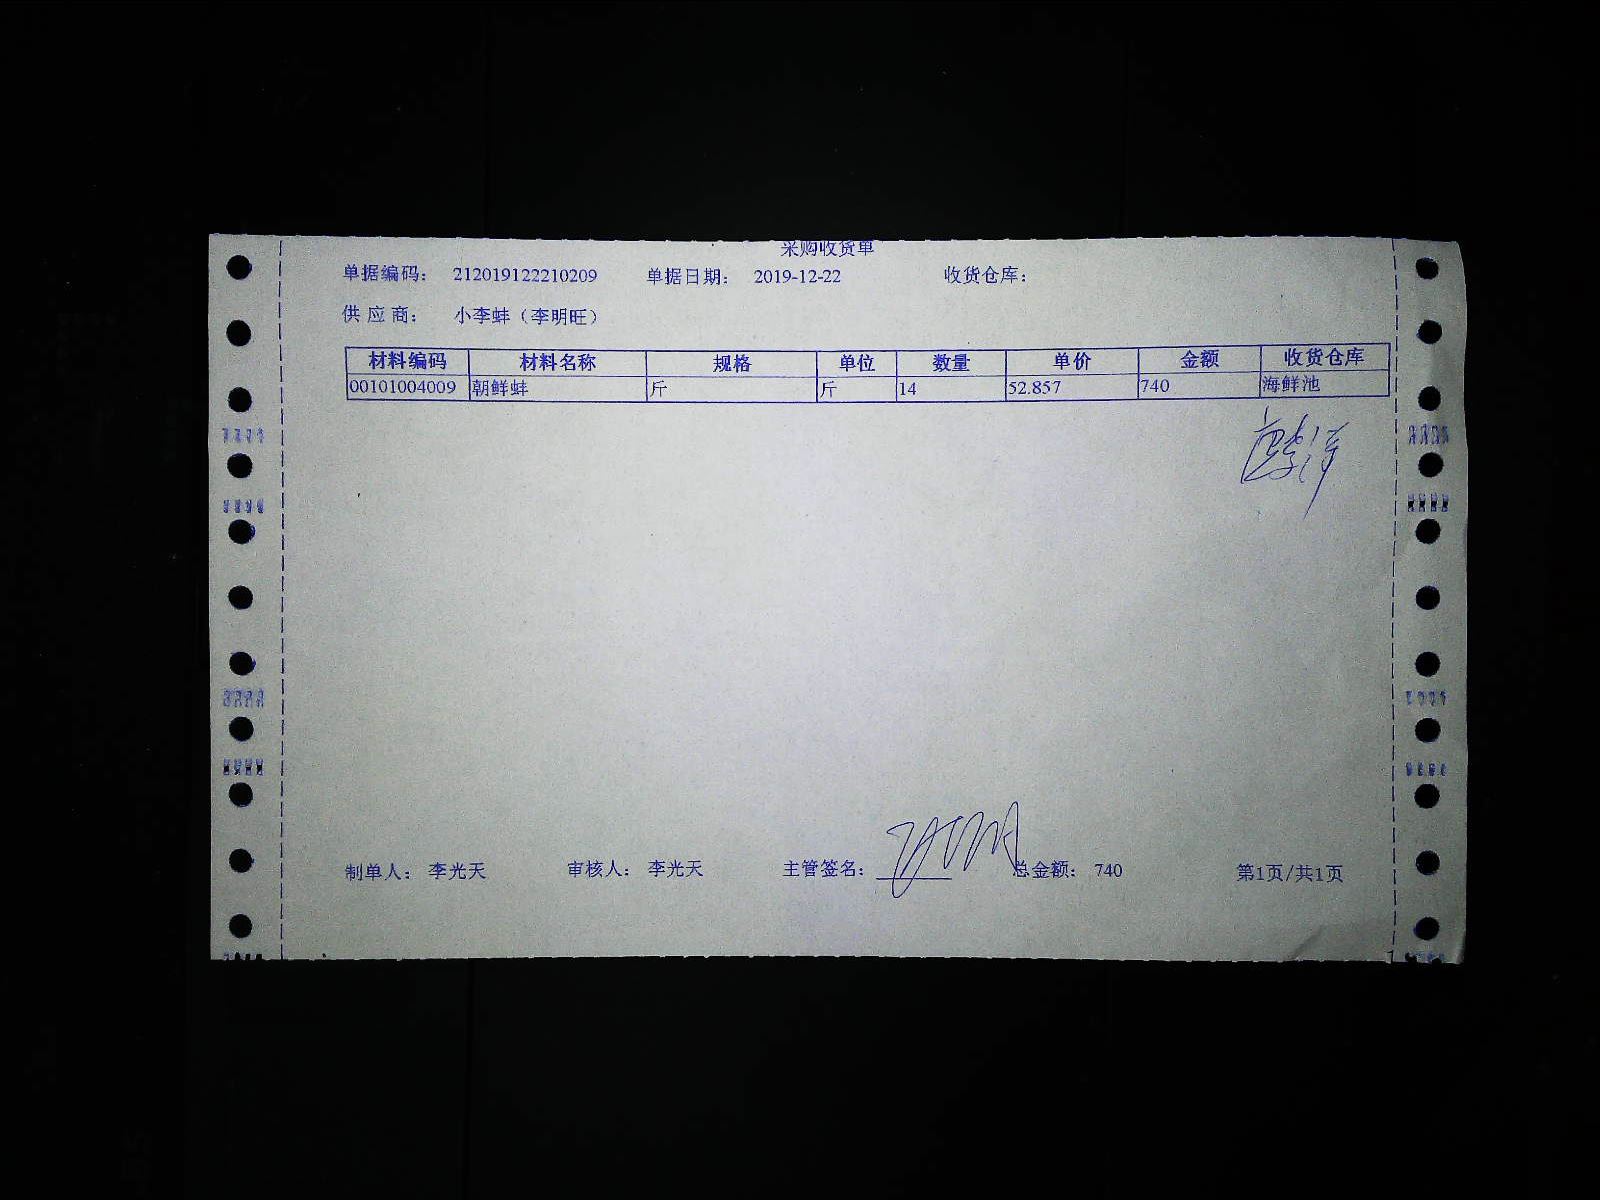 采购收货单
单据编码： 212019122210209 单据日期： 2019-12-22 收货仓库：
供应商： 小李蚌（李明旺）
材料编码 材料名称 规格 单位 数量 单价 金额 收货仓库
00101004009 朝鲜蚌 斤 斤 14 52.857 740 海鲜池
制单人： 李光天 审核人： 李光天 主管签名： 总金额： 740 第1页/共1页